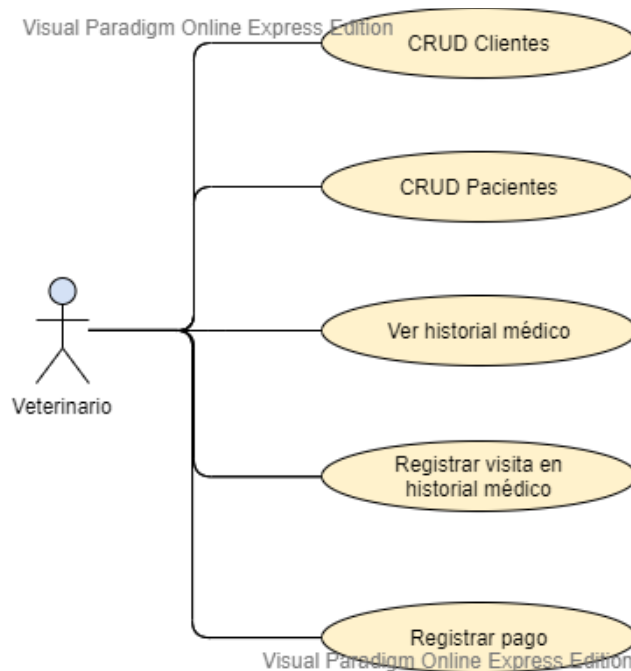 Visual Paradigm Online Express Edition
CRUD Clientes
CRUD Pacientes
Ver historial médico
Veterinario
Registrar visita en
historial médico
Registrar pago
Visual Paradigm Online Express Edition